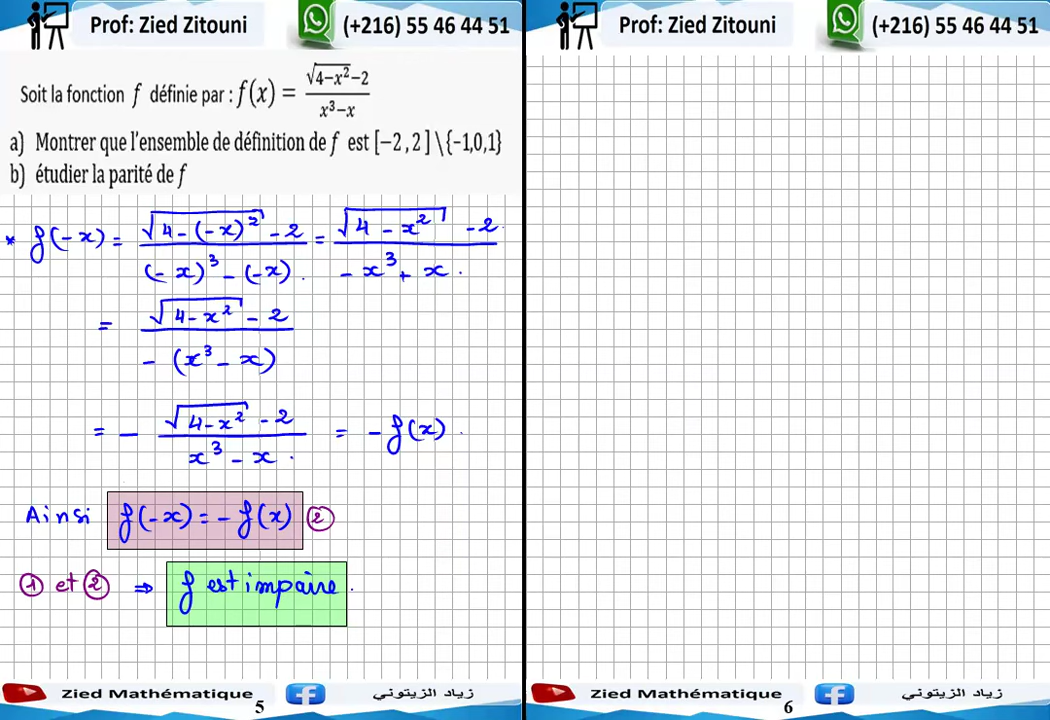 Prof: Zied Zitouni (+216) 55 46 44 51
Soit la fonction f définie par : f(x) = (√(4−x²) −2)/(x³−x)
a) Montrer que l'ensemble de définition de f est [−2 , 2 ] \ {−1,0,1}
b) étudier la parité de f
* f(-x) = (√(4-(-x)²) - 2)/((-x)³ - (-x)) = (√(4 - x²) - 2)/(-x³ + x).
= (√(4-x²) - 2)/(-(x³ - x))
= - (√(4-x²) - 2)/(x³ - x) = - f(x).
Ainsi f(-x) = - f(x) ②
① et ② ⇒ f est impaire.
Zied Mathématique زياد الزيتوني
5
Prof: Zied Zitouni (+216) 55 46 44 51
Zied Mathématique زياد الزيتوني
6